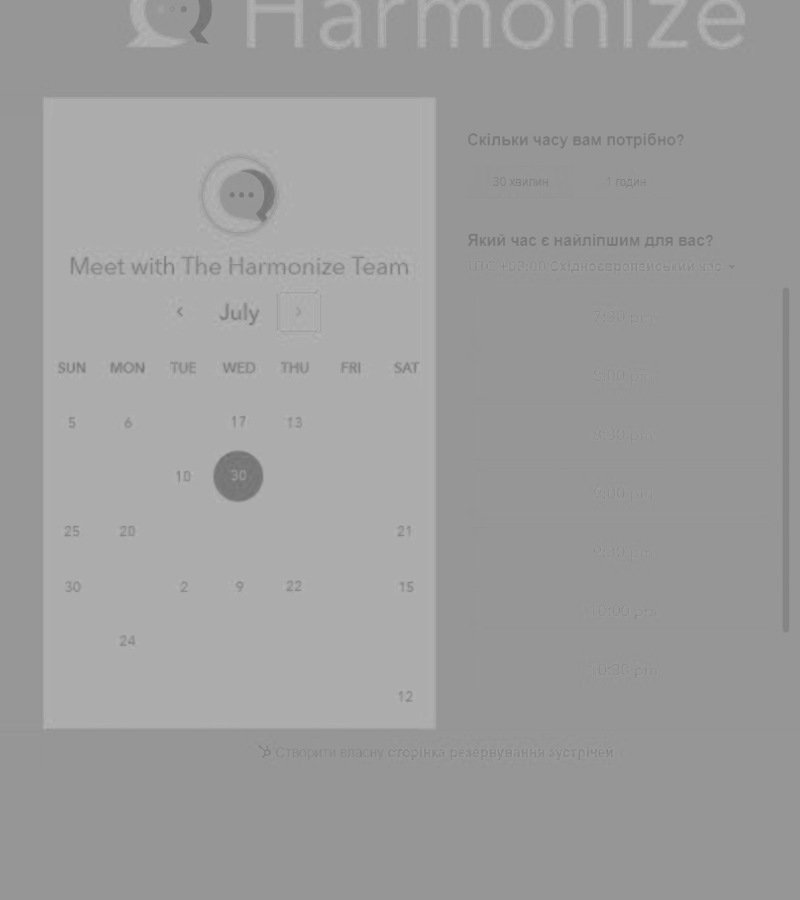 Harmonize
Meet with The Harmonize Team
July
SUN MON TUE WED THU FRI SAT
5 6 17 13
10 30
25 20 21
30 2 9 22 15
24
12
Скільки часу вам потрібно?
30 хвилин 1 годин
Який час є найліпшим для вас?
UTC +03:00 Східноєвропейський час
7:30 pm
8:00 pm
8:30 pm
9:00 pm
9:30 pm
10:00 pm
10:30 pm
Створити власну сторінка резервування зустрічей